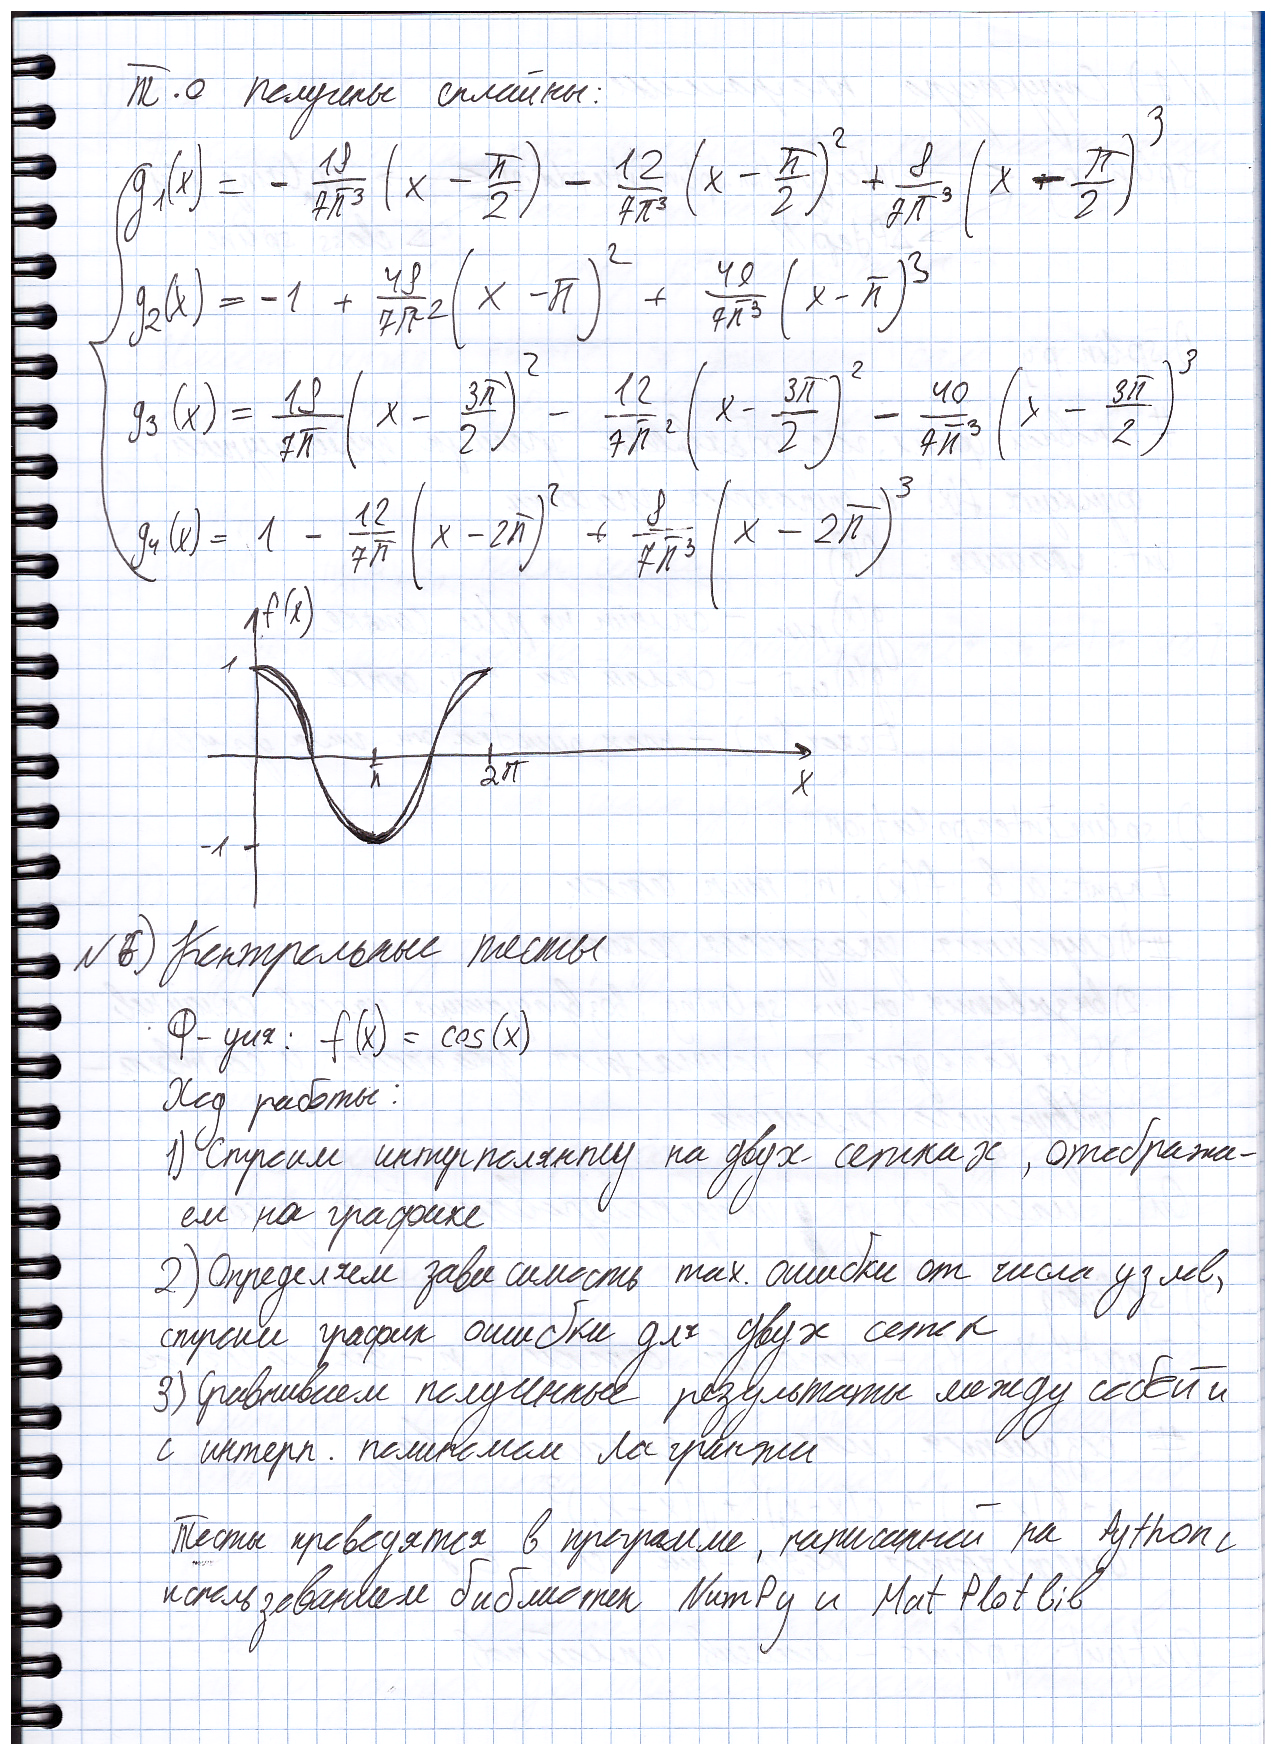 Т.о получены сплайны:
g₁(x) = - 18/7π³ (x - π/2) - 12/7π³ (x - π/2)² + 8/7π³ (x - π/2)³
g₂(x) = -1 + 48/7π² (x - π)² + 40/7π³ (x - π)³
g₃(x) = 18/7π (x - 3π/2)² - 12/7π² (x - 3π/2)² - 40/7π³ (x - 3π/2)³
g₄(x) = 1 - 12/7π (x - 2π)² + 8/7π³ (x - 2π)³
f(x)
1
π
2π
x
-1
№6) Контрольные тесты
Ф-ция: f(x) = cos(x)
Ход работы:
1) Строим интерполянту на двух сетках, отобража-
ем на графике
2) Определяем зависимость max. ошибки от числа узлов,
строим график ошибки для двух сеток
3) Сравниваем полученные результаты между собой и
с интерп. полиномом Лагранжа
Тесты проводятся в программе, написанной на Python с
использованием библиотек NumPy и MatPlotLib